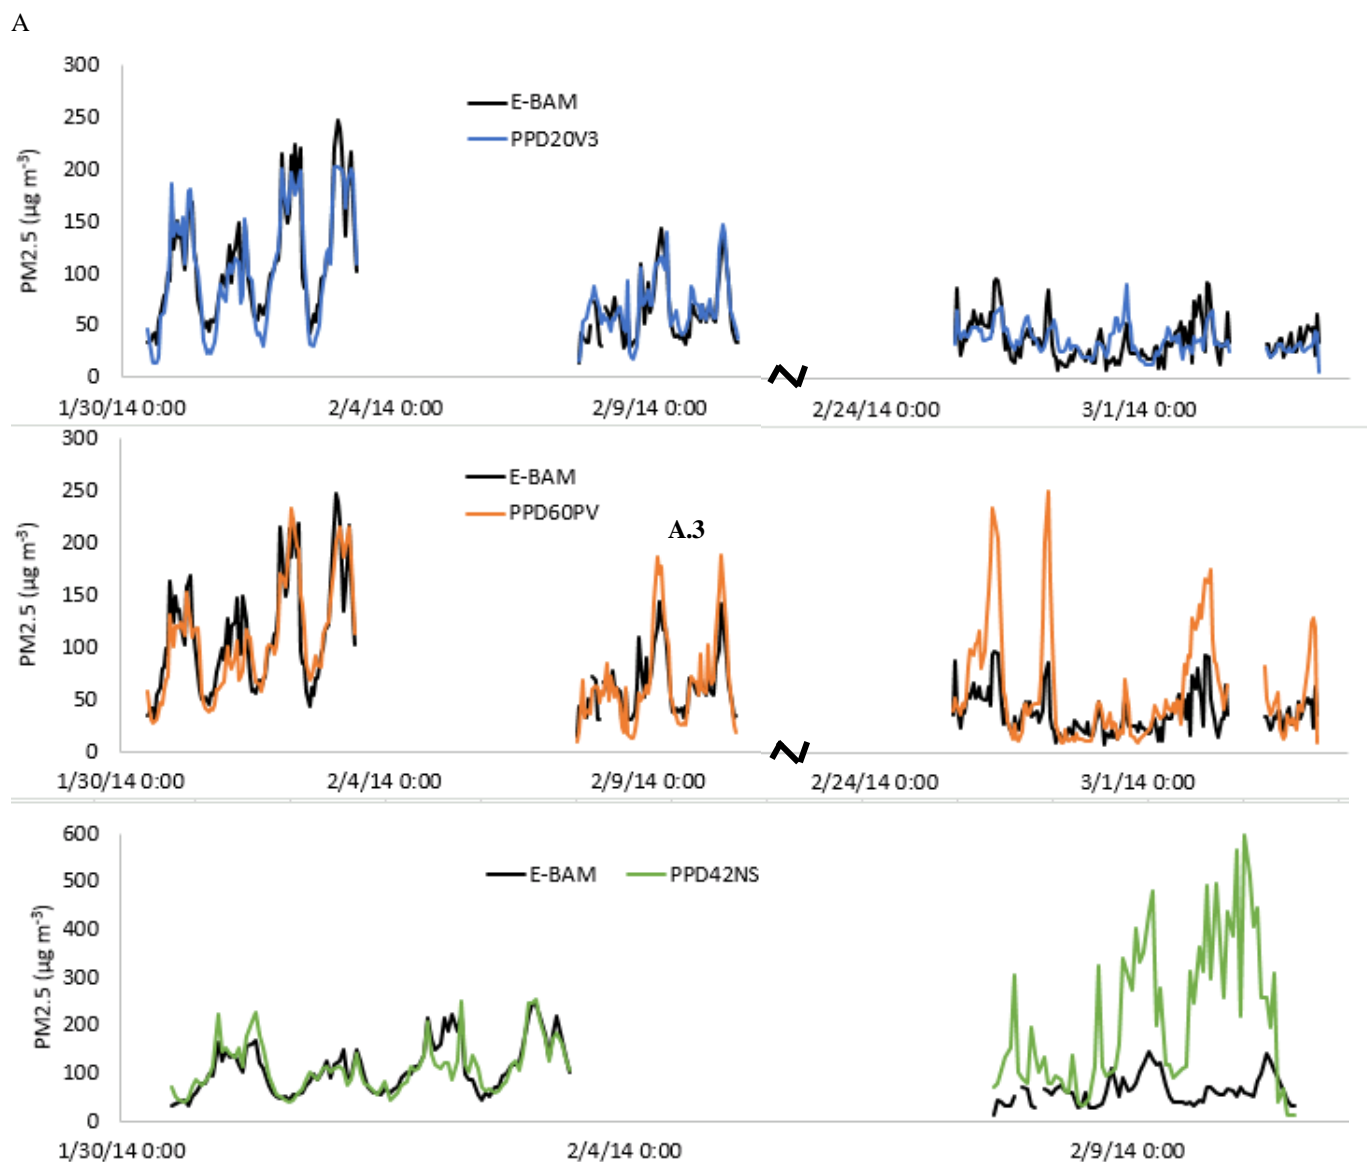 A
300
E-BAM
250
PPD20V3
200
150
100
50
0
PM2.5 (µg m-3)
1/30/14 0:00 2/4/14 0:00 2/9/14 0:00 2/24/14 0:00 3/1/14 0:00
300
E-BAM
250
PPD60PV
A.3
200
150
100
50
0
PM2.5 (µg m-3)
1/30/14 0:00 2/4/14 0:00 2/9/14 0:00 2/24/14 0:00 3/1/14 0:00
600
E-BAM PPD42NS
500
400
300
200
100
0
PM2.5 (µg m-3)
1/30/14 0:00 2/4/14 0:00 2/9/14 0:00